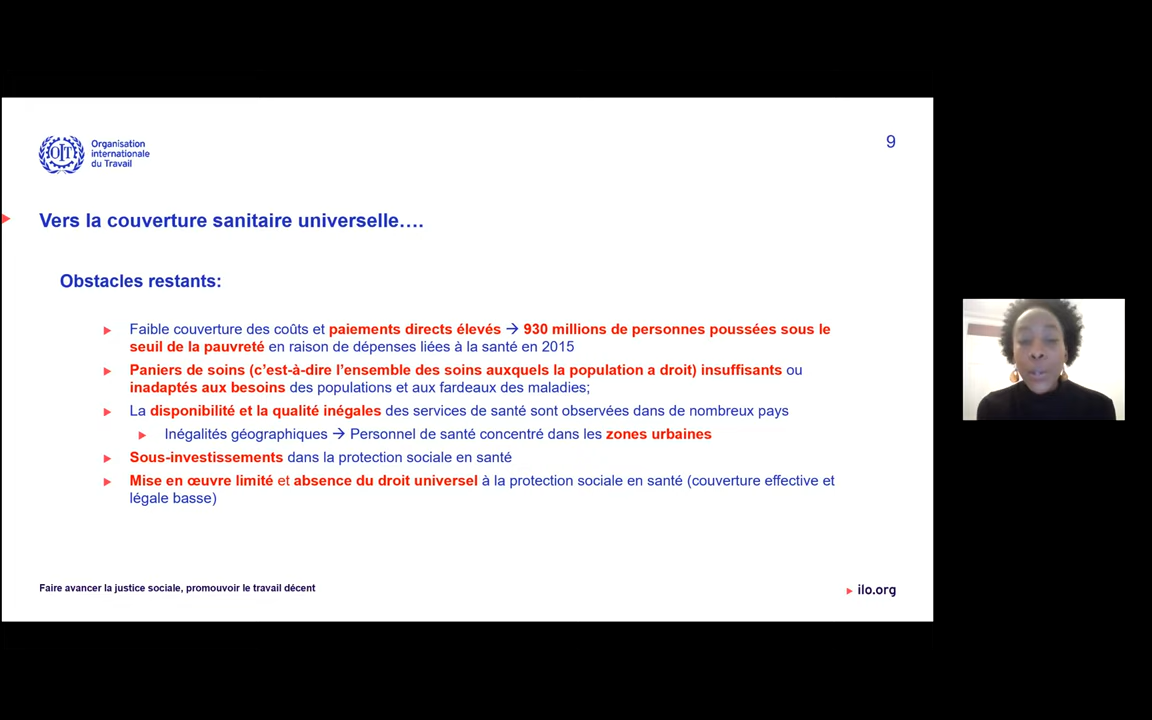 OIT
Organisation
internationale
du Travail
9
Vers la couverture sanitaire universelle….
Obstacles restants:
Faible couverture des coûts et paiements directs élevés → 930 millions de personnes poussées sous le
seuil de la pauvreté en raison de dépenses liées à la santé en 2015
Paniers de soins (c’est-à-dire l’ensemble des soins auxquels la population a droit) insuffisants ou
inadaptés aux besoins des populations et aux fardeaux des maladies;
La disponibilité et la qualité inégales des services de santé sont observées dans de nombreux pays
Inégalités géographiques → Personnel de santé concentré dans les zones urbaines
Sous-investissements dans la protection sociale en santé
Mise en œuvre limité et absence du droit universel à la protection sociale en santé (couverture effective et
légale basse)
Faire avancer la justice sociale, promouvoir le travail décent
ilo.org